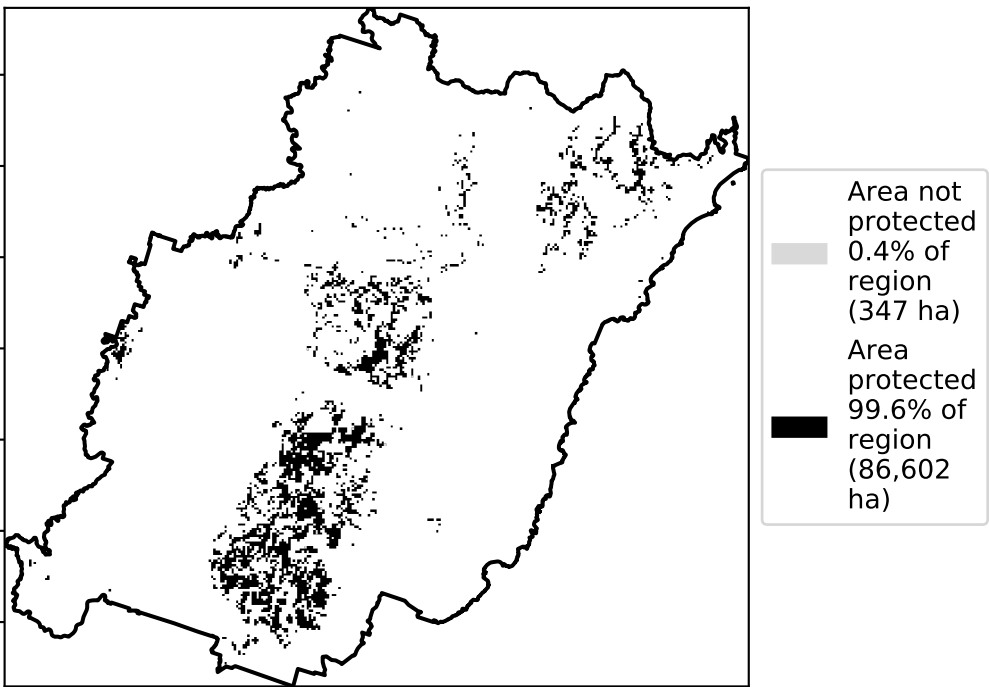 Area not
protected
0.4% of
region
(347 ha)
Area
protected
99.6% of
region
(86,602
ha)